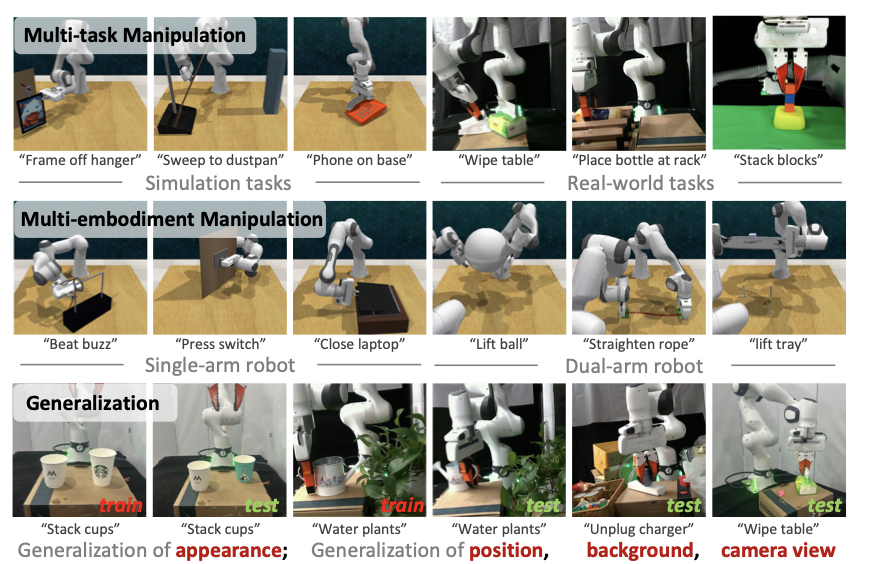 Multi-task Manipulation
“Frame off hanger” “Sweep to dustpan” “Phone on base” “Wipe table” “Place bottle at rack” “Stack blocks”
Simulation tasks Real-world tasks
Multi-embodiment Manipulation
“Beat buzz” “Press switch” “Close laptop” “Lift ball” “Straighten rope” “lift tray”
Single-arm robot Dual-arm robot
Generalization
train test train test test test
“Stack cups” “Stack cups” “Water plants” “Water plants” “Unplug charger” “Wipe table”
Generalization of appearance; Generalization of position, background, camera view